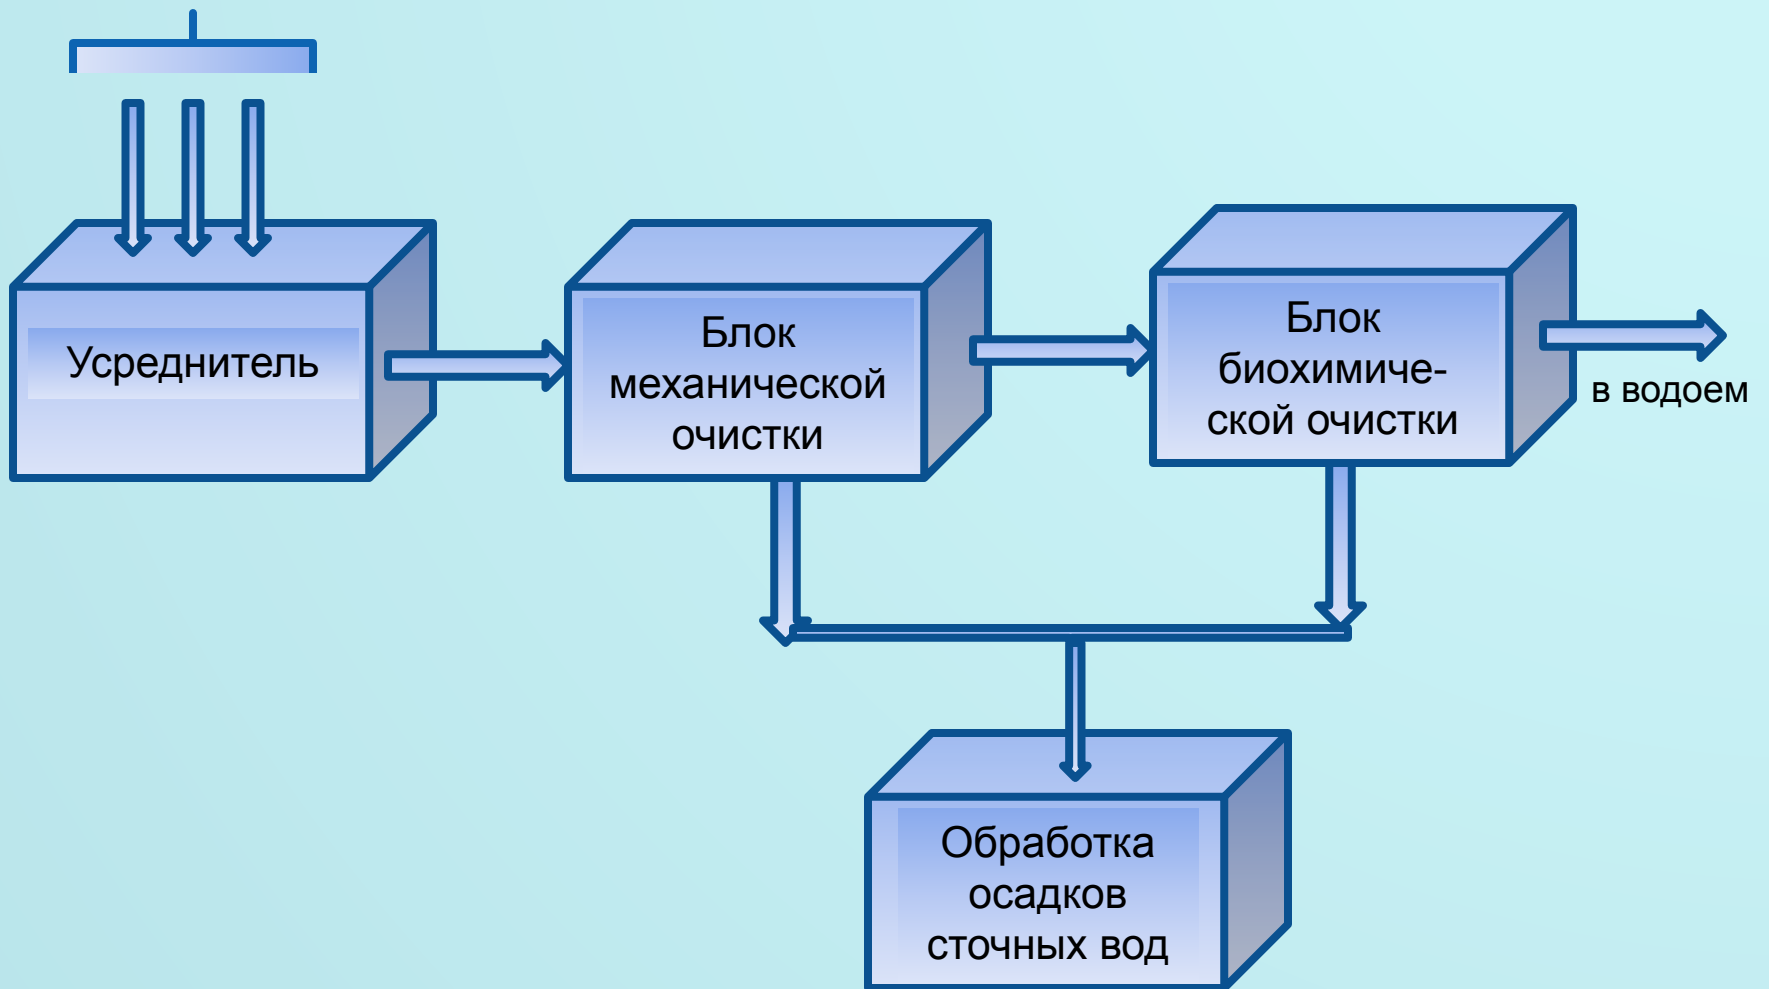 Усреднитель
Блок
механической
очистки
Блок
биохимиче-
ской очистки
в водоем
Обработка
осадков
сточных вод